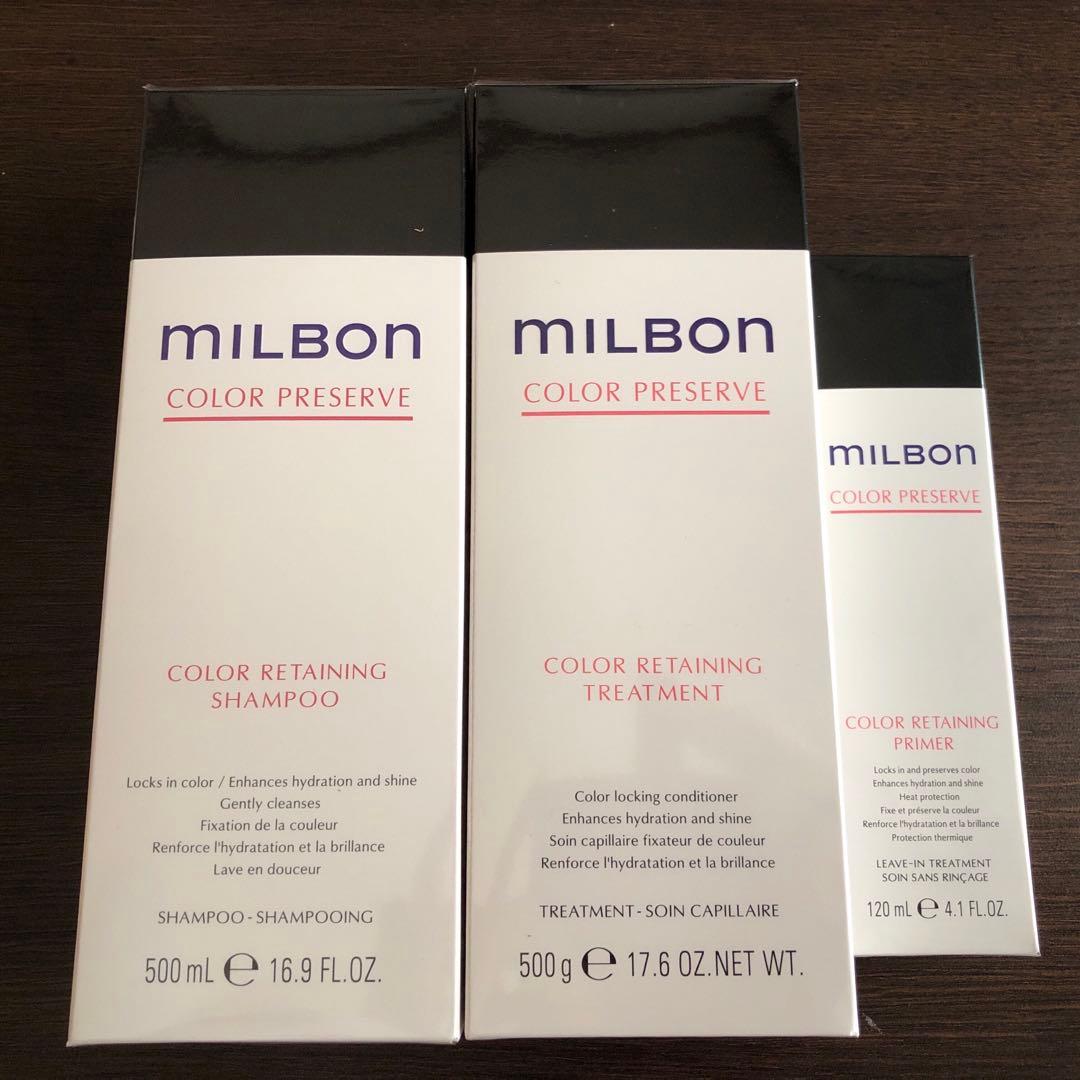 MILBON
COLOR PRESERVE
COLOR RETAINING
SHAMPOO
Locks in color / Enhances hydration and shine
Gently cleanses
Fixation de la couleur
Renforce l'hydratation et la brillance
Lave en douceur
SHAMPOO - SHAMPOOING
500 mL e 16.9 FL.OZ.
MILBON
COLOR PRESERVE
COLOR RETAINING
TREATMENT
Color locking conditioner
Enhances hydration and shine
Soin capillaire fixateur de couleur
Renforce l'hydratation et la brillance
TREATMENT - SOIN CAPILLAIRE
500 g e 17.6 OZ.NET WT.
MILBON
COLOR PRESERVE
COLOR RETAINING
PRIMER
Locks in and preserves color
Enhances hydration and shine
Heat protection
Fixe et préserve la couleur
Renforce l'hydratation et la brillance
Protection thermique
LEAVE-IN TREATMENT
SOIN SANS RINÇAGE
120 mL e 4.1 FL.OZ.